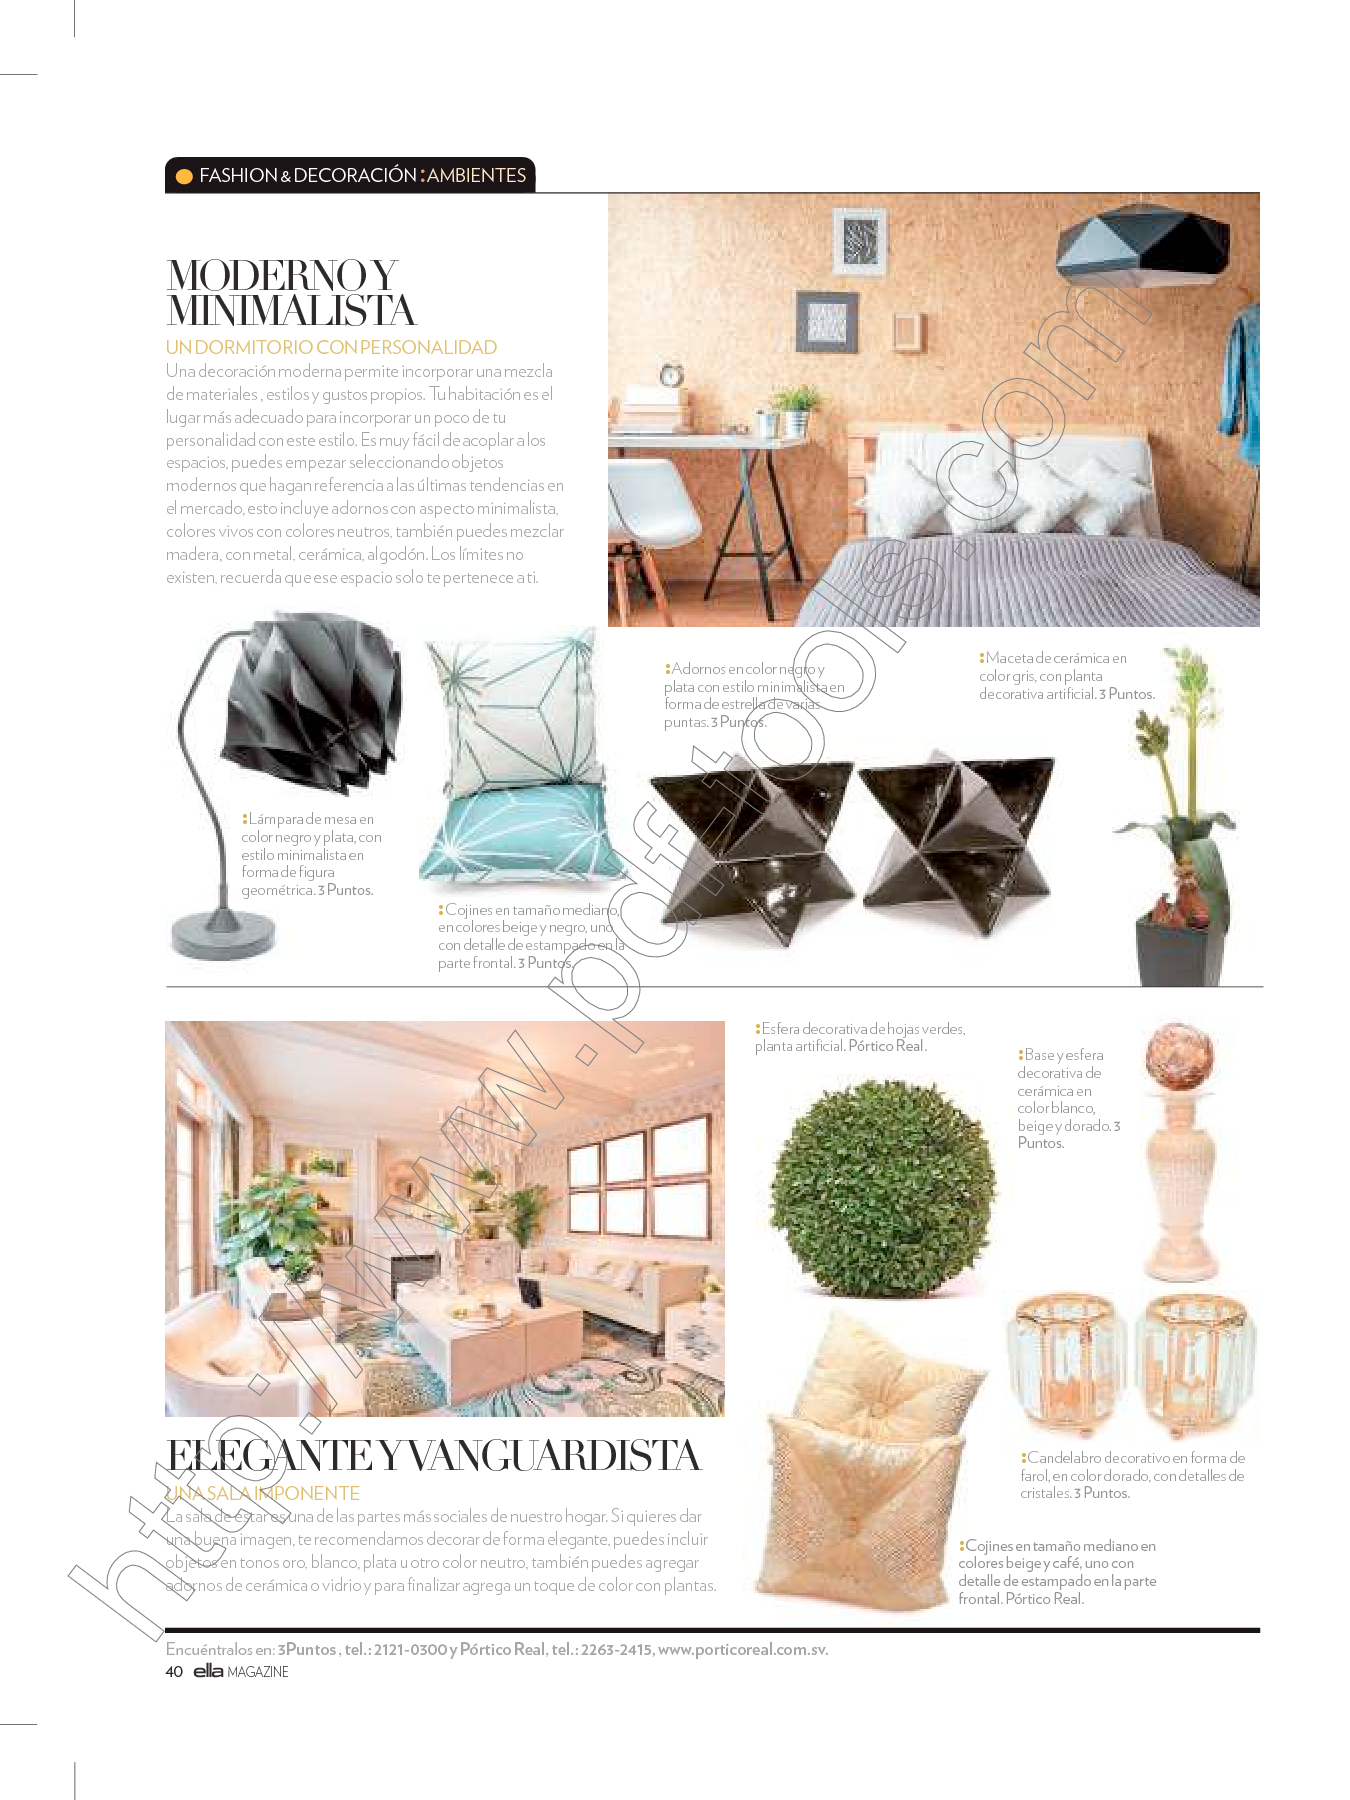 FASHION & DECORACIÓN : AMBIENTES
MODERNO Y
MINIMALISTA
UN DORMITORIO CON PERSONALIDAD
Una decoración moderna permite incorporar una mezcla
de materiales , estilos y gustos propios. Tu habitación es el
lugar más adecuado para incorporar un poco de tu
personalidad con este estilo. Es muy fácil de acoplar a los
espacios, puedes empezar seleccionando objetos
modernos que hagan referencia a las últimas tendencias en
el mercado, esto incluye adornos con aspecto minimalista,
colores vivos con colores neutros, también puedes mezclar
madera, con metal, cerámica, algodón. Los límites no
existen, recuerda que ese espacio solo te pertenece a ti.
:Adornos en color negro y
plata con estilo minimalista en
forma de estrella de varias
puntas. 3 Puntos.
:Maceta de cerámica en
color gris, con planta
decorativa artificial. 3 Puntos.
:Lámpara de mesa en
color negro y plata, con
estilo minimalista en
forma de figura
geométrica. 3 Puntos.
:Cojines en tamaño mediano,
en colores beige y negro, uno
con detalle de estampado en la
parte frontal. 3 Puntos.
:Esfera decorativa de hojas verdes,
planta artificial. Pórtico Real.
:Base y esfera
decorativa de
cerámica en
color blanco,
beige y dorado. 3
Puntos.
ELEGANTE Y VANGUARDISTA
UNA SALA IMPONENTE
La sala de estar es una de las partes más sociales de nuestro hogar. Si quieres dar
una buena imagen, te recomendamos decorar de forma elegante, puedes incluir
objetos en tonos oro, blanco, plata u otro color neutro, también puedes agregar
adornos de cerámica o vidrio y para finalizar agrega un toque de color con plantas.
:Candelabro decorativo en forma de
farol, en color dorado, con detalles de
cristales. 3 Puntos.
:Cojines en tamaño mediano en
colores beige y café, uno con
detalle de estampado en la parte
frontal. Pórtico Real.
Encuéntralos en: 3Puntos , tel.: 2121-0300 y Pórtico Real, tel.: 2263-2415, www.porticoreal.com.sv.
40 ella MAGAZINE
http://www.pdf-tools.com